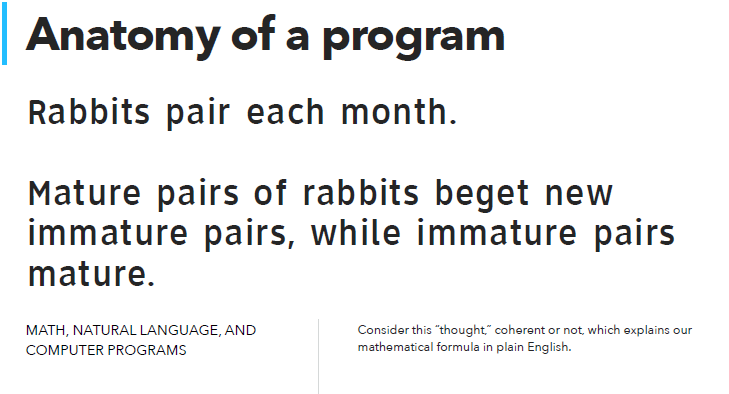 Anatomy of a program
Rabbits pair each month.
Mature pairs of rabbits beget new
immature pairs, while immature pairs
mature.
MATH, NATURAL LANGUAGE, AND
COMPUTER PROGRAMS
Consider this “thought,” coherent or not, which explains our
mathematical formula in plain English.